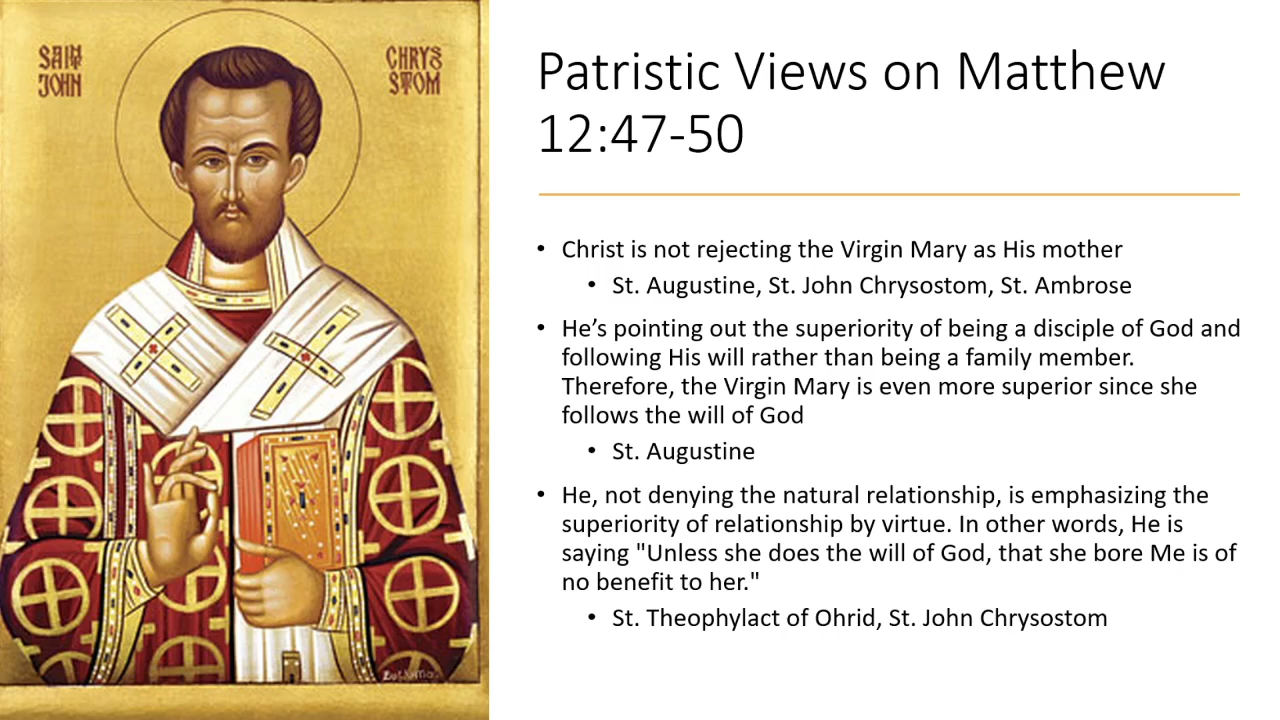 SAINT
JOHN
CHRYS
STOM
Patristic Views on Matthew
12:47-50
• Christ is not rejecting the Virgin Mary as His mother
• St. Augustine, St. John Chrysostom, St. Ambrose
• He’s pointing out the superiority of being a disciple of God and
following His will rather than being a family member.
Therefore, the Virgin Mary is even more superior since she
follows the will of God
• St. Augustine
• He, not denying the natural relationship, is emphasizing the
superiority of relationship by virtue. In other words, He is
saying "Unless she does the will of God, that she bore Me is of
no benefit to her."
• St. Theophylact of Ohrid, St. John Chrysostom